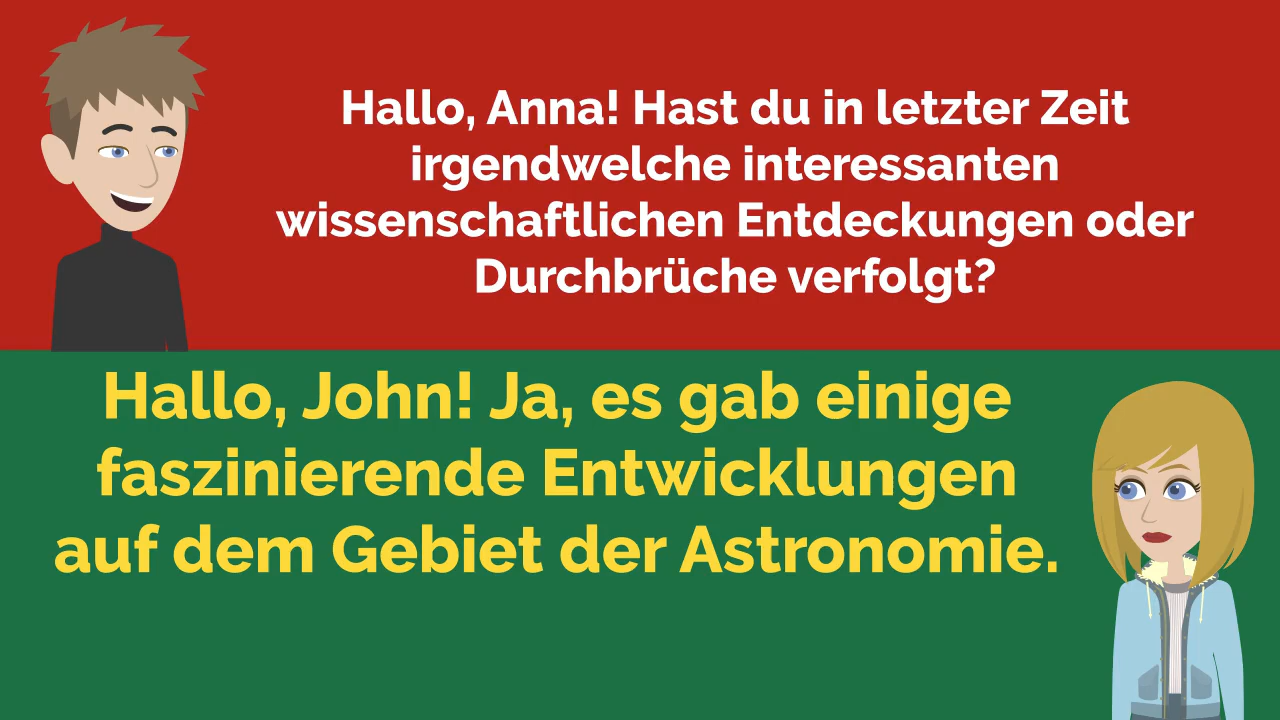 Hallo, Anna! Hast du in letzter Zeit
irgendwelche interessanten
wissenschaftlichen Entdeckungen oder
Durchbrüche verfolgt?
Hallo, John! Ja, es gab einige
faszinierende Entwicklungen
auf dem Gebiet der Astronomie.